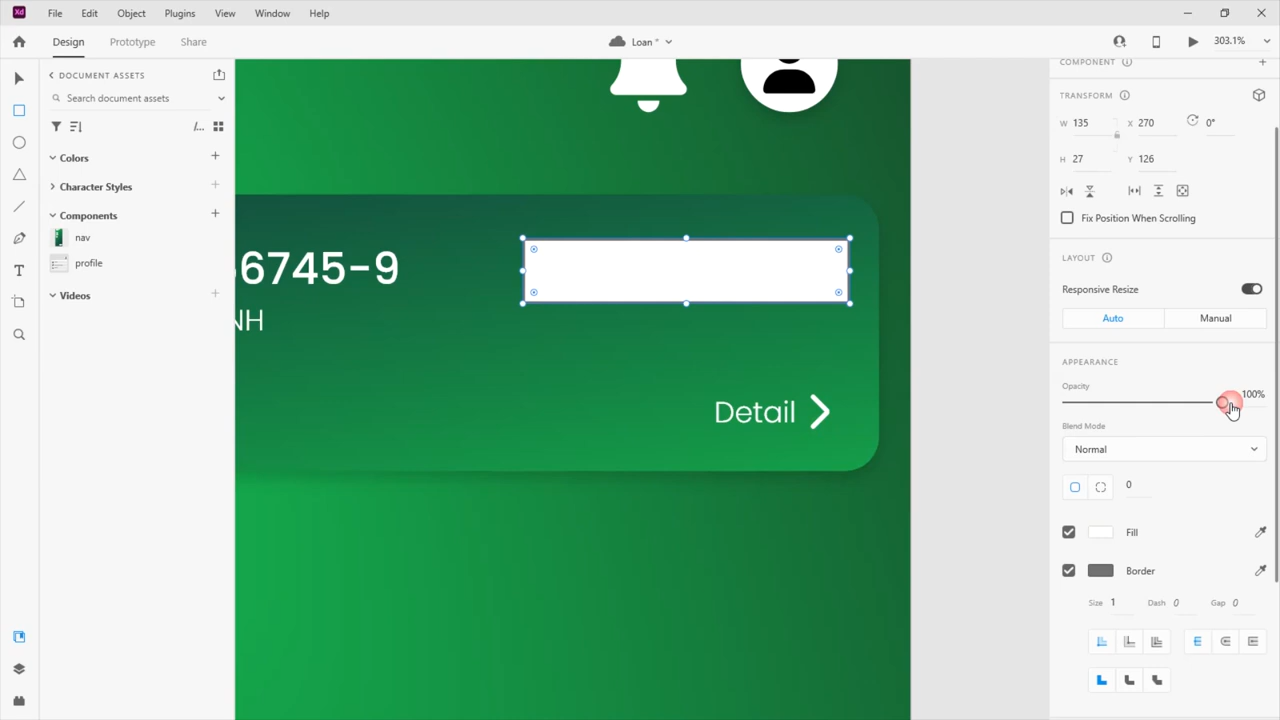 Xd File Edit Object Plugins View Window Help
Design Prototype Share Loan * 303.1%
DOCUMENT ASSETS
Search document assets
Colors
Character Styles
Components
nav
profile
Videos
6745-9
NH
Detail
COMPONENT
TRANSFORM
W 135 X 270 0°
H 27 Y 126
Fix Position When Scrolling
LAYOUT
Responsive Resize
Auto Manual
APPEARANCE
Opacity
100%
Blend Mode
Normal
0
Fill
Border
Size 1 Dash 0 Gap 0